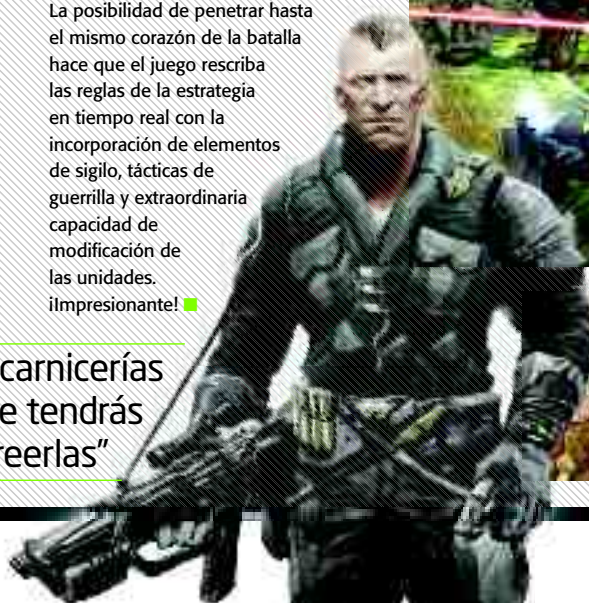 La posibilidad de penetrar hasta
el mismo corazón de la batalla
hace que el juego rescriba
las reglas de la estrategia
en tiempo real con la
incorporación de elementos
de sigilo, tácticas de
guerrilla y extraordinaria
capacidad de
modificación de
las unidades.
¡Impresionante!
carnicerías
e tendrás
reerlas”